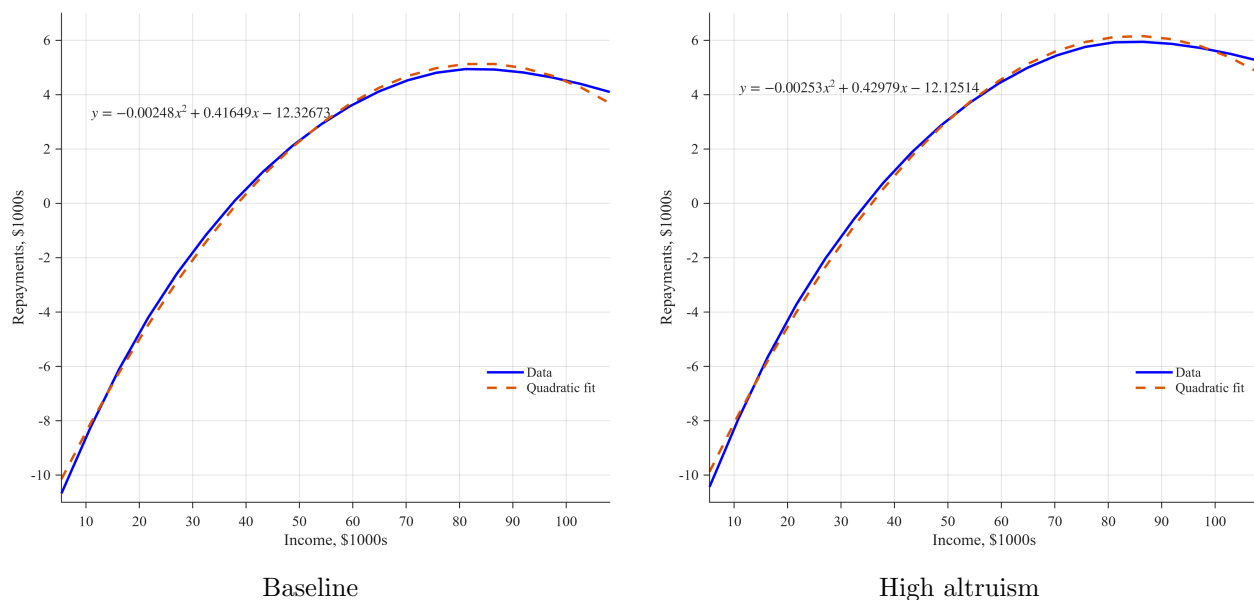 Repayments, $1000s
6
4
2
0
-2
-4
-6
-8
-10
y = −0.00248x² + 0.41649x − 12.32673
Data
Quadratic fit
10 20 30 40 50 60 70 80 90 100
Income, $1000s
Baseline
Repayments, $1000s
6
4
2
0
-2
-4
-6
-8
-10
y = −0.00253x² + 0.42979x − 12.12514
Data
Quadratic fit
10 20 30 40 50 60 70 80 90 100
Income, $1000s
High altruism